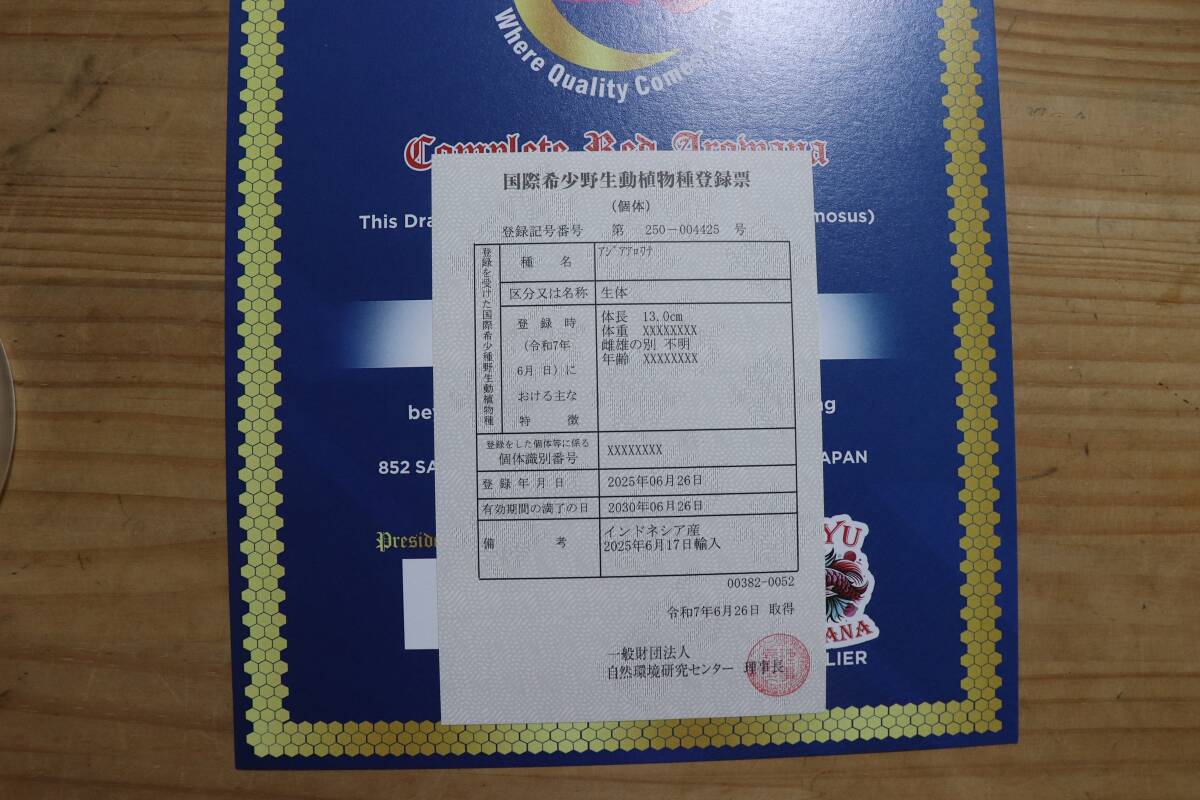 Where Quality Comes
Complete Red Arowana
国際希少野生動植物種登録票
(個体)
登録記号番号 第 250-004425 号
This Dra
mosus)
登録を受けた国際希少種野生動植物種
種 名 アジアアロワナ
区分又は名称 生体
登録時
(令和7年
6月 日)に
おける主な
特徴
体長 13.0cm
体重 XXXXXXXX
雌雄の別 不明
年齢 XXXXXXXX
be
ng
登録をした個体等に係る
個体識別番号 XXXXXXXX
852 SA
APAN
登録年月日 2025年06月26日
有効期間の満了の日 2030年06月26日
備考
インドネシア産
2025年6月17日輸入
Preside
YU
ANA
LIER
00382-0052
令和7年6月26日 取得
一般財団法人
自然環境研究センター 理事長